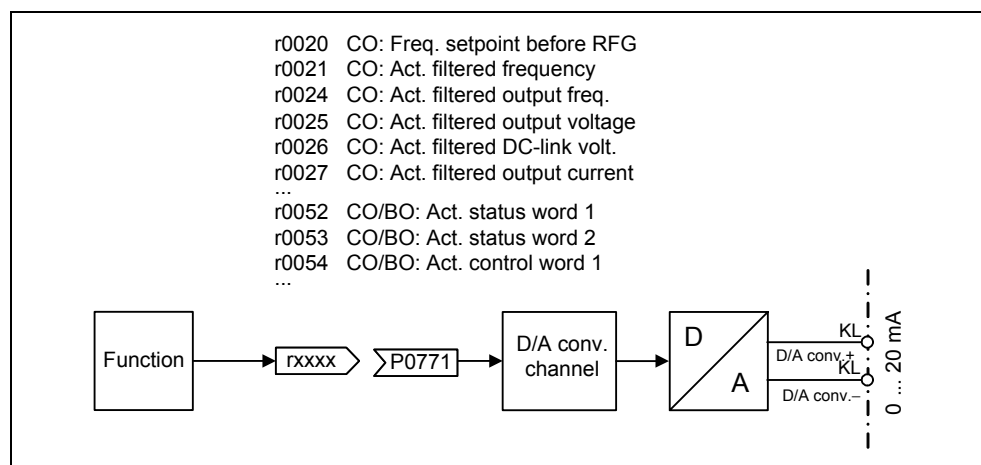 r0020 CO: Freq. setpoint before RFG
r0021 CO: Act. filtered frequency
r0024 CO: Act. filtered output freq.
r0025 CO: Act. filtered output voltage
r0026 CO: Act. filtered DC-link volt.
r0027 CO: Act. filtered output current
...
r0052 CO/BO: Act. status word 1
r0053 CO/BO: Act. status word 2
r0054 CO/BO: Act. control word 1
...
Function
rxxxx
P0771
D/A conv.
channel
D
A
KL
D/A conv.+
KL
D/A conv.−
0 ... 20 mA